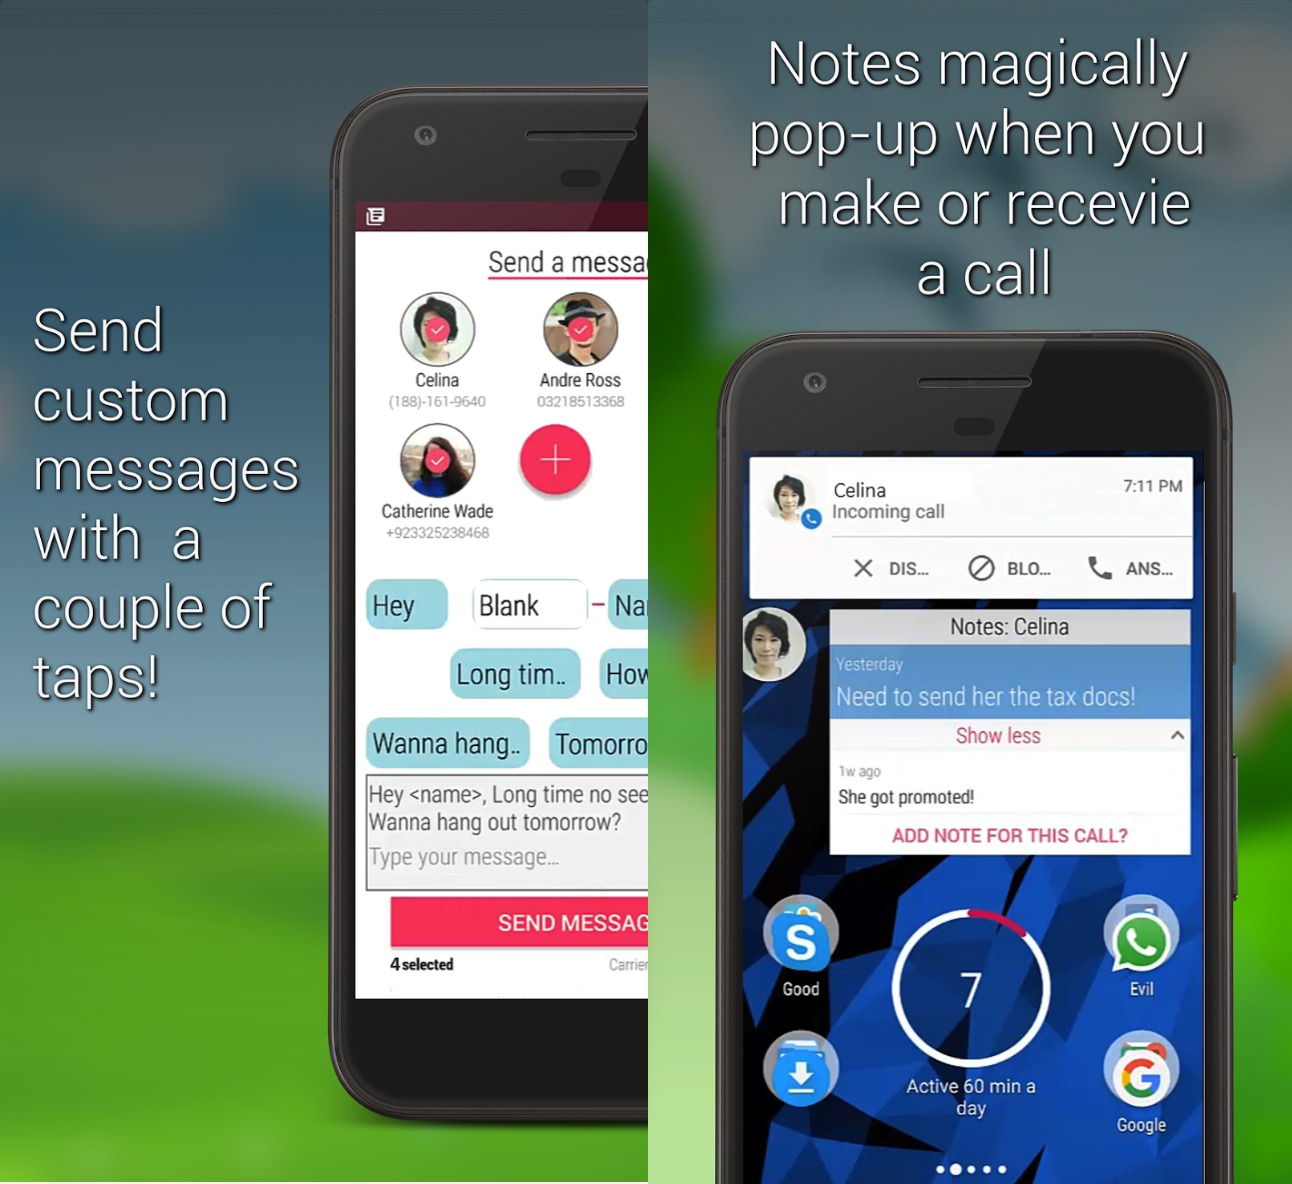 Send
custom
messages
with a
couple of
taps!
Send a messa
Celina
(188)-161-9640
Andre Ross
03218513368
Catherine Wade
+923325238468
Hey
Blank
Na
Long tim..
How
Wanna hang..
Tomorro
Hey <name>, Long time no see
Wanna hang out tomorrow?
Type your message...
SEND MESSAG
4 selected
Carrie
Notes magically
pop-up when you
make or recevie
a call
Celina
7:11 PM
Incoming call
DIS...
BLO...
ANS...
Notes: Celina
Yesterday
Need to send her the tax docs!
Show less
1w ago
She got promoted!
ADD NOTE FOR THIS CALL?
S
Good
7
Evil
Active 60 min a
day
G
Google